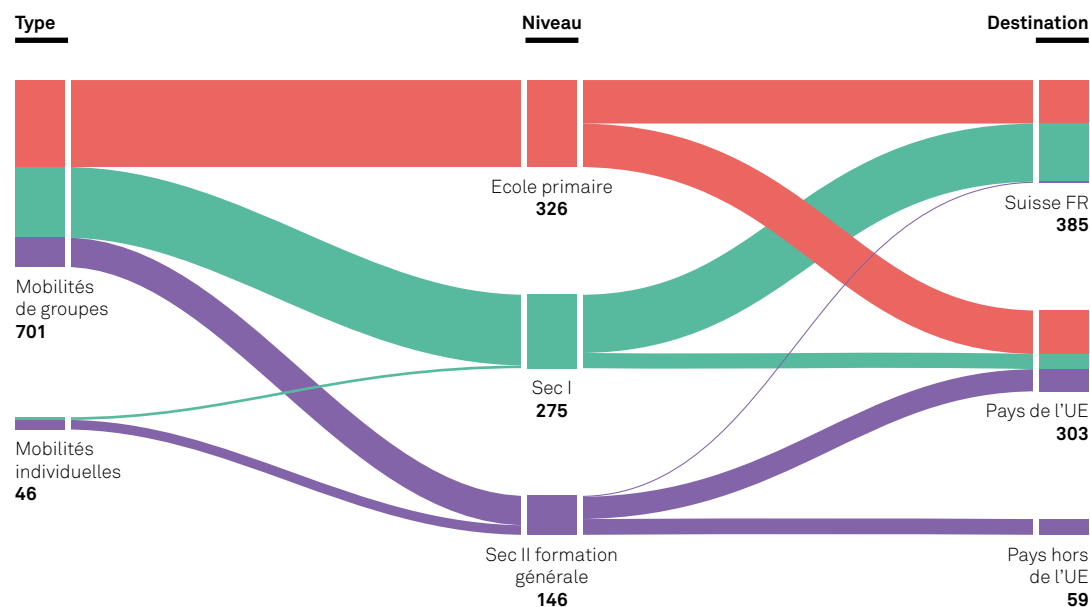 Type
Niveau
Destination
Ecole primaire
326
Suisse FR
385
Mobilités
de groupes
701
Sec I
275
Pays de l'UE
303
Mobilités
individuelles
46
Sec II formation
générale
146
Pays hors
de l'UE
59